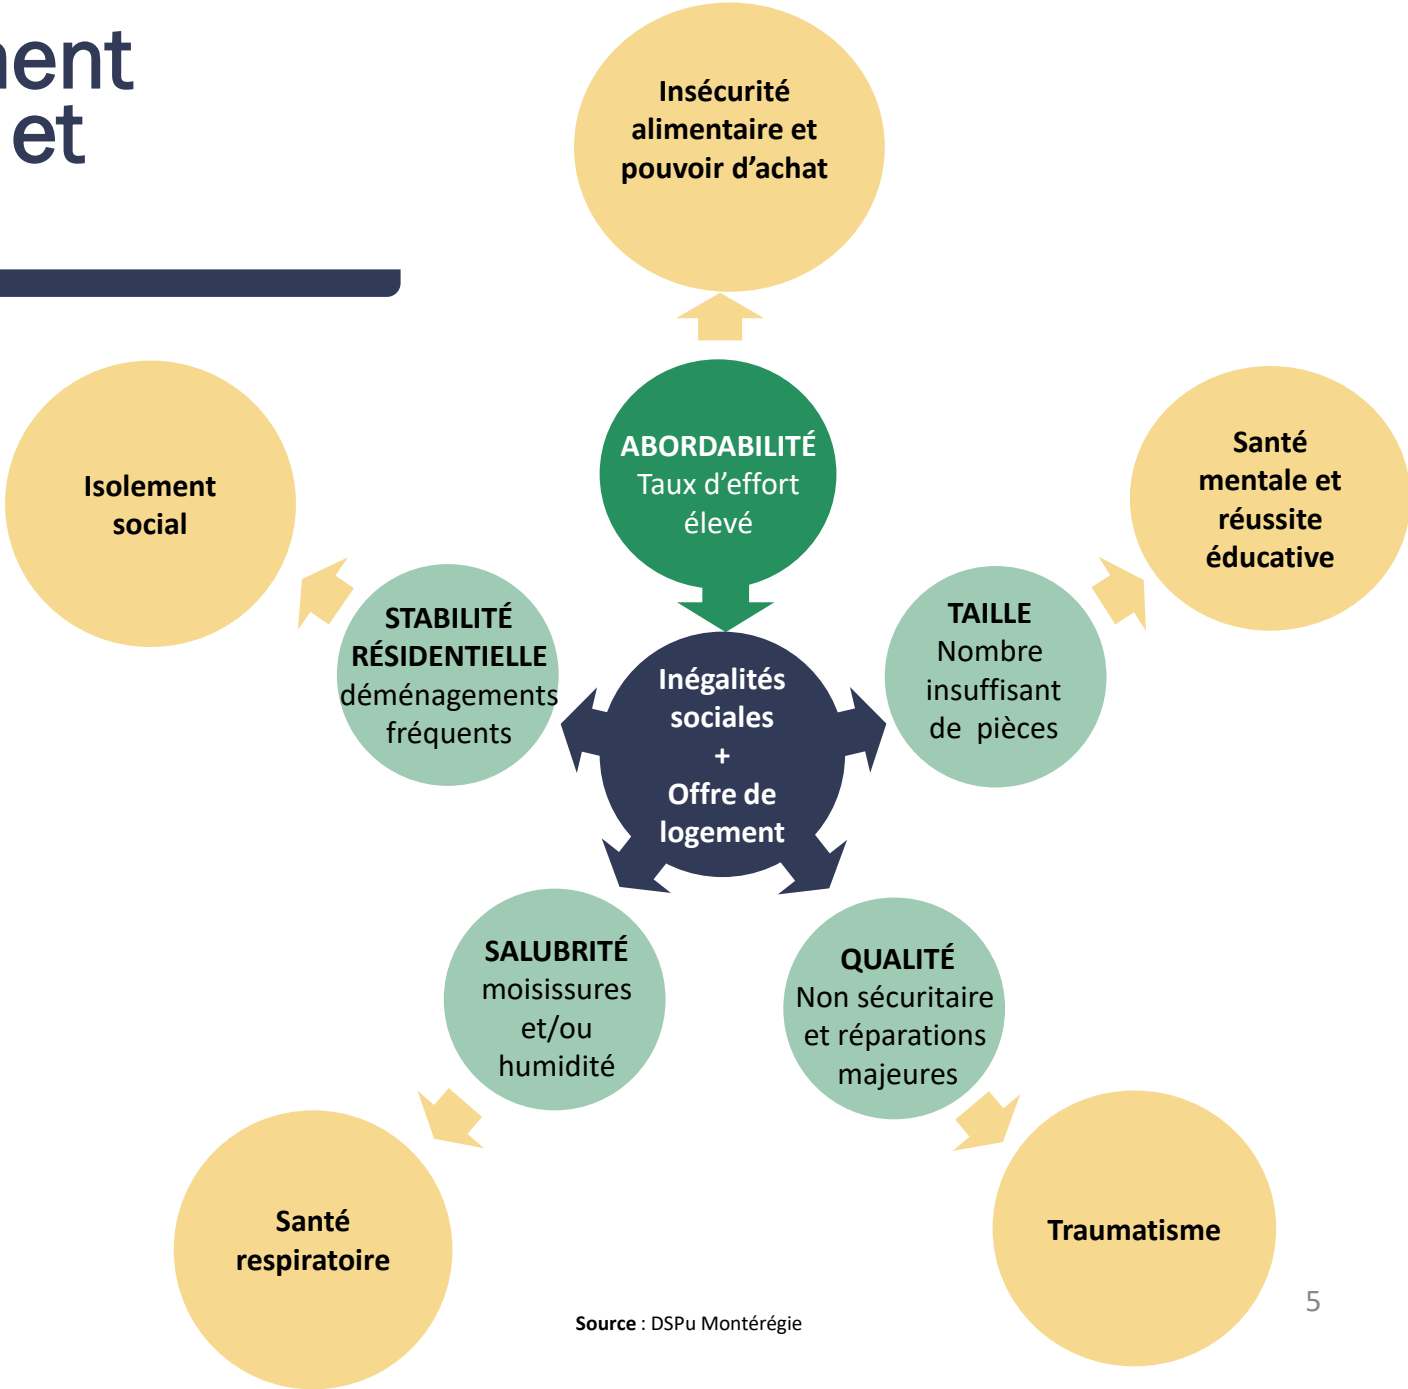 et
Insécurité
alimentaire et
pouvoir d’achat
ABORDABILITÉ
Taux d’effort
élevé
Isolement
social
Santé
mentale et
réussite
éducative
STABILITÉ
RÉSIDENTIELLE
déménagements
fréquents
TAILLE
Nombre
insuffisant
de pièces
Inégalités
sociales
+
Offre de
logement
SALUBRITÉ
moisissures
et/ou
humidité
QUALITÉ
Non sécuritaire
et réparations
majeures
Santé
respiratoire
Traumatisme
Source : DSPu Montérégie
5